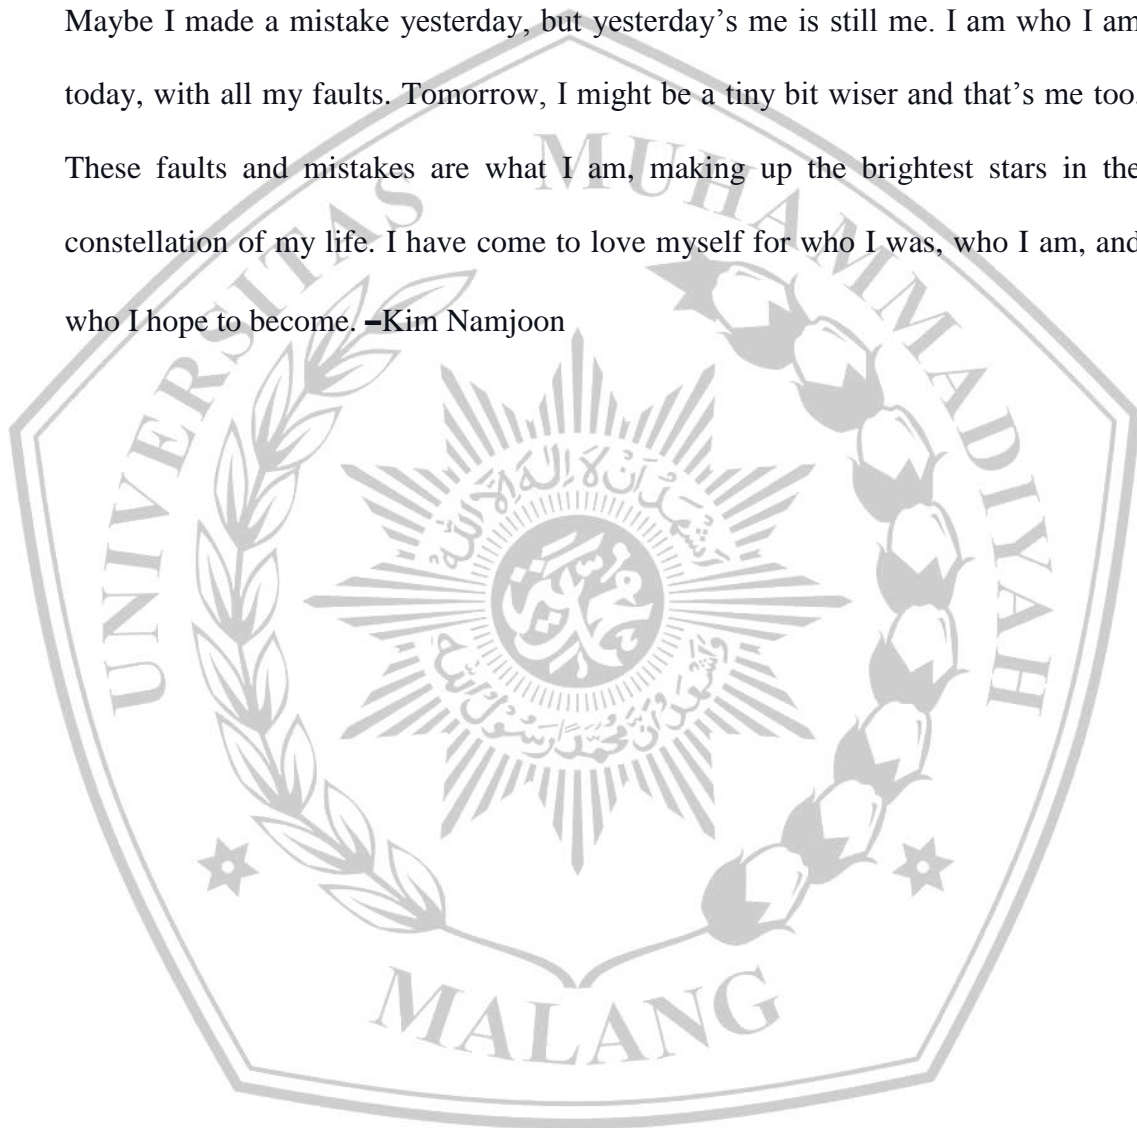 Maybe I made a mistake yesterday, but yesterday’s me is still me. I am who I am
today, with all my faults. Tomorrow, I might be a tiny bit wiser and that’s me too.
These faults and mistakes are what I am, making up the brightest stars in the
constellation of my life. I have come to love myself for who I was, who I am, and
who I hope to become. –Kim Namjoon
UNIVERSITAS MUHAMMADIYAH
اَشْهَدُ اَنْ لَا اِلٰهَ اِلَّا اللهُ
محمد
وَاَشْهَدُ اَنَّ مُحَمَّدًا رَسُوْلُ اللهِ
MALANG